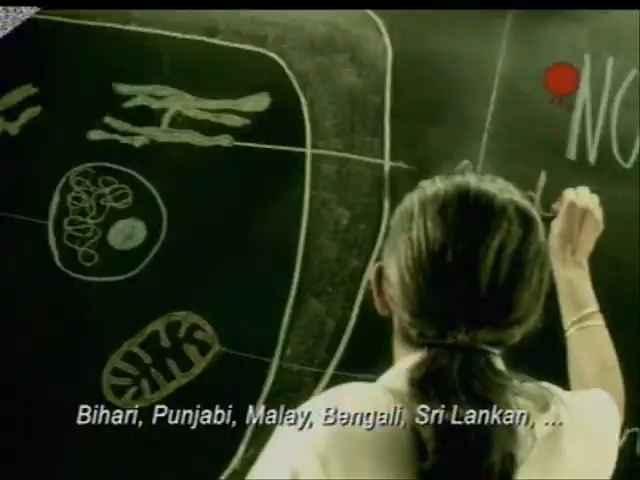 NO
Bihari, Punjabi, Malay, Bengali, Sri Lankan, ...